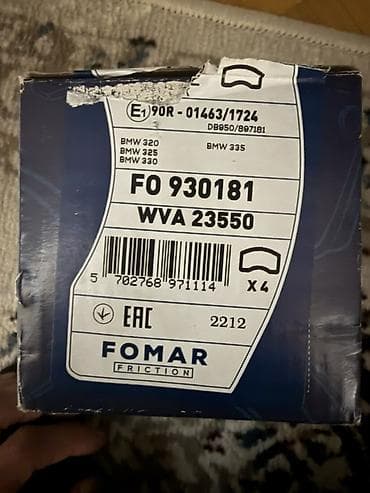 E1 90R - 01463/1724
DB950/897181
BMW 320 BMW 335
BMW 325
BMW 330
FO 930181
WVA 23550
5 702768 971114
X4
EAC 2212
FOMAR
FRICTION